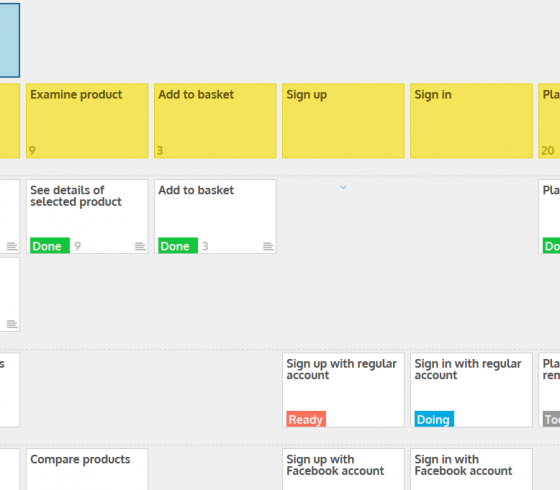 Examine product
Add to basket
Sign up
Sign in
Pla
9
3
20
See details of
selected product
Add to basket
Pla
Done 9
Done 3
Do
s
Sign up with regular
account
Sign in with regular
account
Pla
ren
Ready
Doing
Too
Compare products
Sign up with
Facebook account
Sign in with
Facebook account